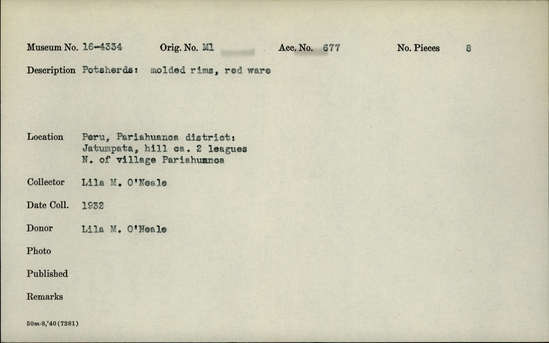 Museum No. 16-4334 Orig. No. M1 Acc. No. 677 No. Pieces 8
Description Potsherds: molded rims, red ware
Location Peru, Pariahuanca district:
Jatumpata, hill ca. 2 leagues
N. of village Pariahuanca
Collector Lila M. O'Neale
Date Coll. 1932
Donor Lila M. O'Neale
Photo
Published
Remarks
50m-8,'40(7281)